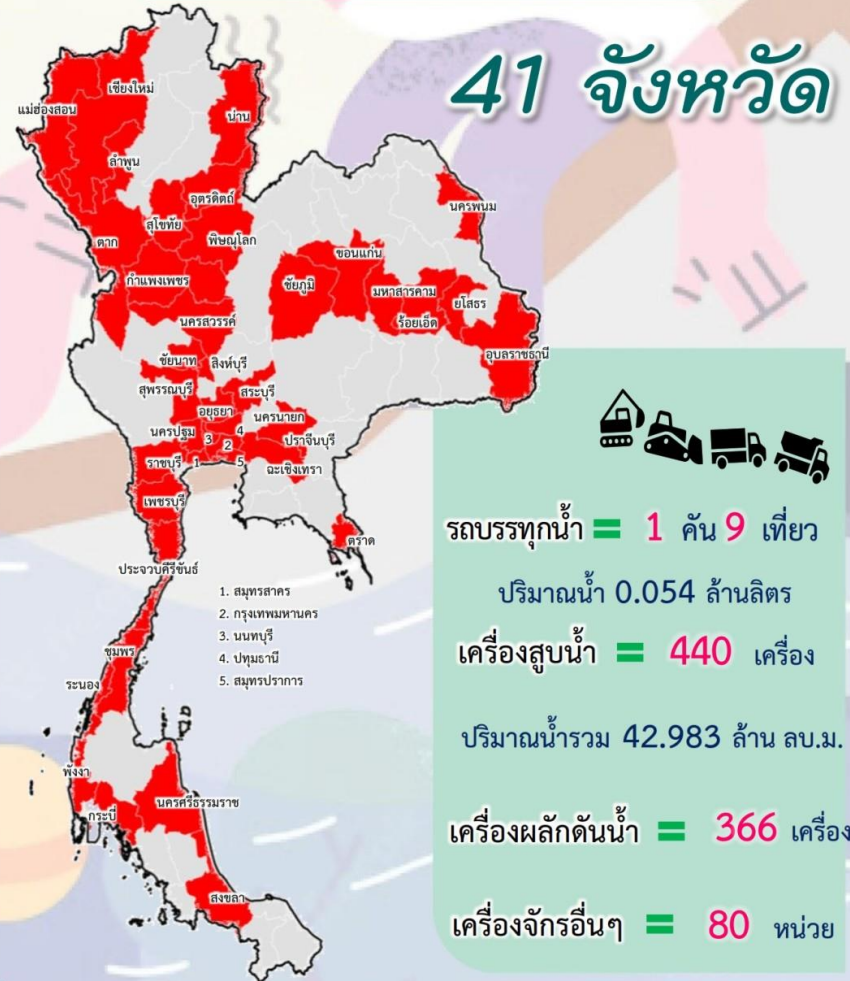 41 จังหวัด
เชียงใหม่
แม่ฮ่องสอน
น่าน
ลำพูน
อุตรดิตถ์
สุโขทัย
นครพนม
ตาก
พิษณุโลก
ขอนแก่น
กำแพงเพชร
ชัยภูมิ
มหาสารคาม
ยโสธร
นครสวรรค์
ร้อยเอ็ด
ชัยนาท
สิงห์บุรี
อุบลราชธานี
สุพรรณบุรี
สระบุรี
อยุธยา
นครนายก
นครปฐม
4
3
2
ปราจีนบุรี
ราชบุรี
1
5
ฉะเชิงเทรา
เพชรบุรี
ตราด
ประจวบคีรีขันธ์
1. สมุทรสาคร
2. กรุงเทพมหานคร
3. นนทบุรี
4. ปทุมธานี
5. สมุทรปราการ
ชุมพร
ระนอง
พังงา
นครศรีธรรมราช
กระบี่
สงขลา
รถบรรทุกน้ำ = 1 คัน 9 เที่ยว
ปริมาณน้ำ 0.054 ล้านลิตร
เครื่องสูบน้ำ = 440 เครื่อง
ปริมาณน้ำรวม 42.983 ล้าน ลบ.ม.
เครื่องผลักดันน้ำ = 366 เครื่อง
เครื่องจักรอื่นๆ = 80 หน่วย